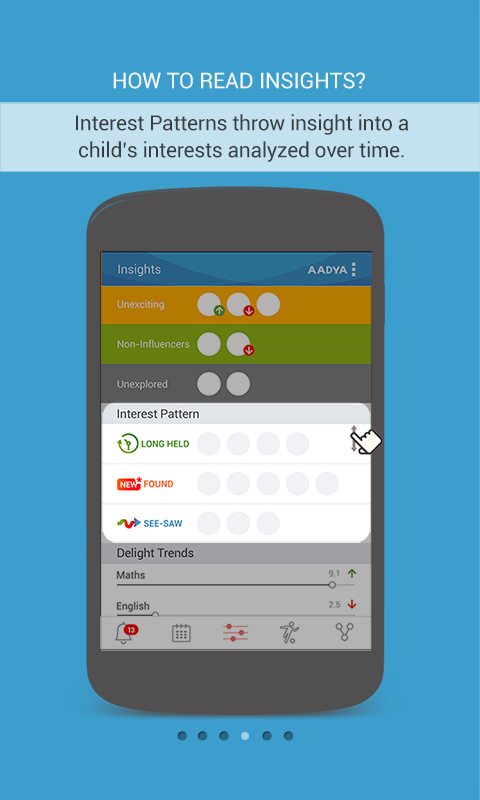 HOW TO READ INSIGHTS?
Interest Patterns throw insight into a
child's interests analyzed over time.
Insights AADYA
Unexciting
Non-Influencers
Unexplored
Interest Pattern
LONG HELD
NEW FOUND
SEE-SAW
Delight Trends
Maths 9.1
English 2.5
13